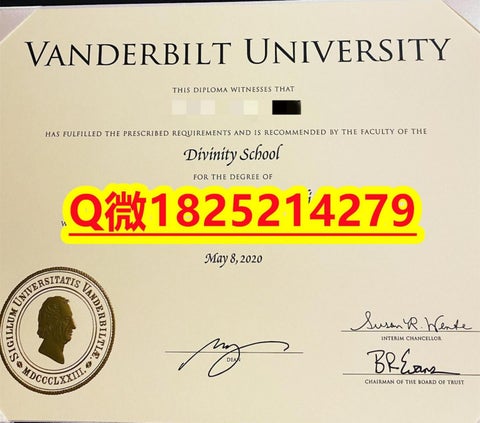 VANDERBILT UNIVERSITY
THIS DIPLOMA WITNESSES THAT
HAS FULFILLED THE PRESCRIBED REQUIREMENTS AND IS RECOMMENDED BY THE FACULTY OF THE
Divinity School
FOR THE DEGREE OF
Q微1825214279
May 8, 2020
SIGILLUM UNIVERSITATIS VANDERBILTIÆ
MDCCCLXXIII.
Susan R. Wente
INTERIM CHANCELLOR
DEAN
BREvans
CHAIRMAN OF THE BOARD OF TRUST